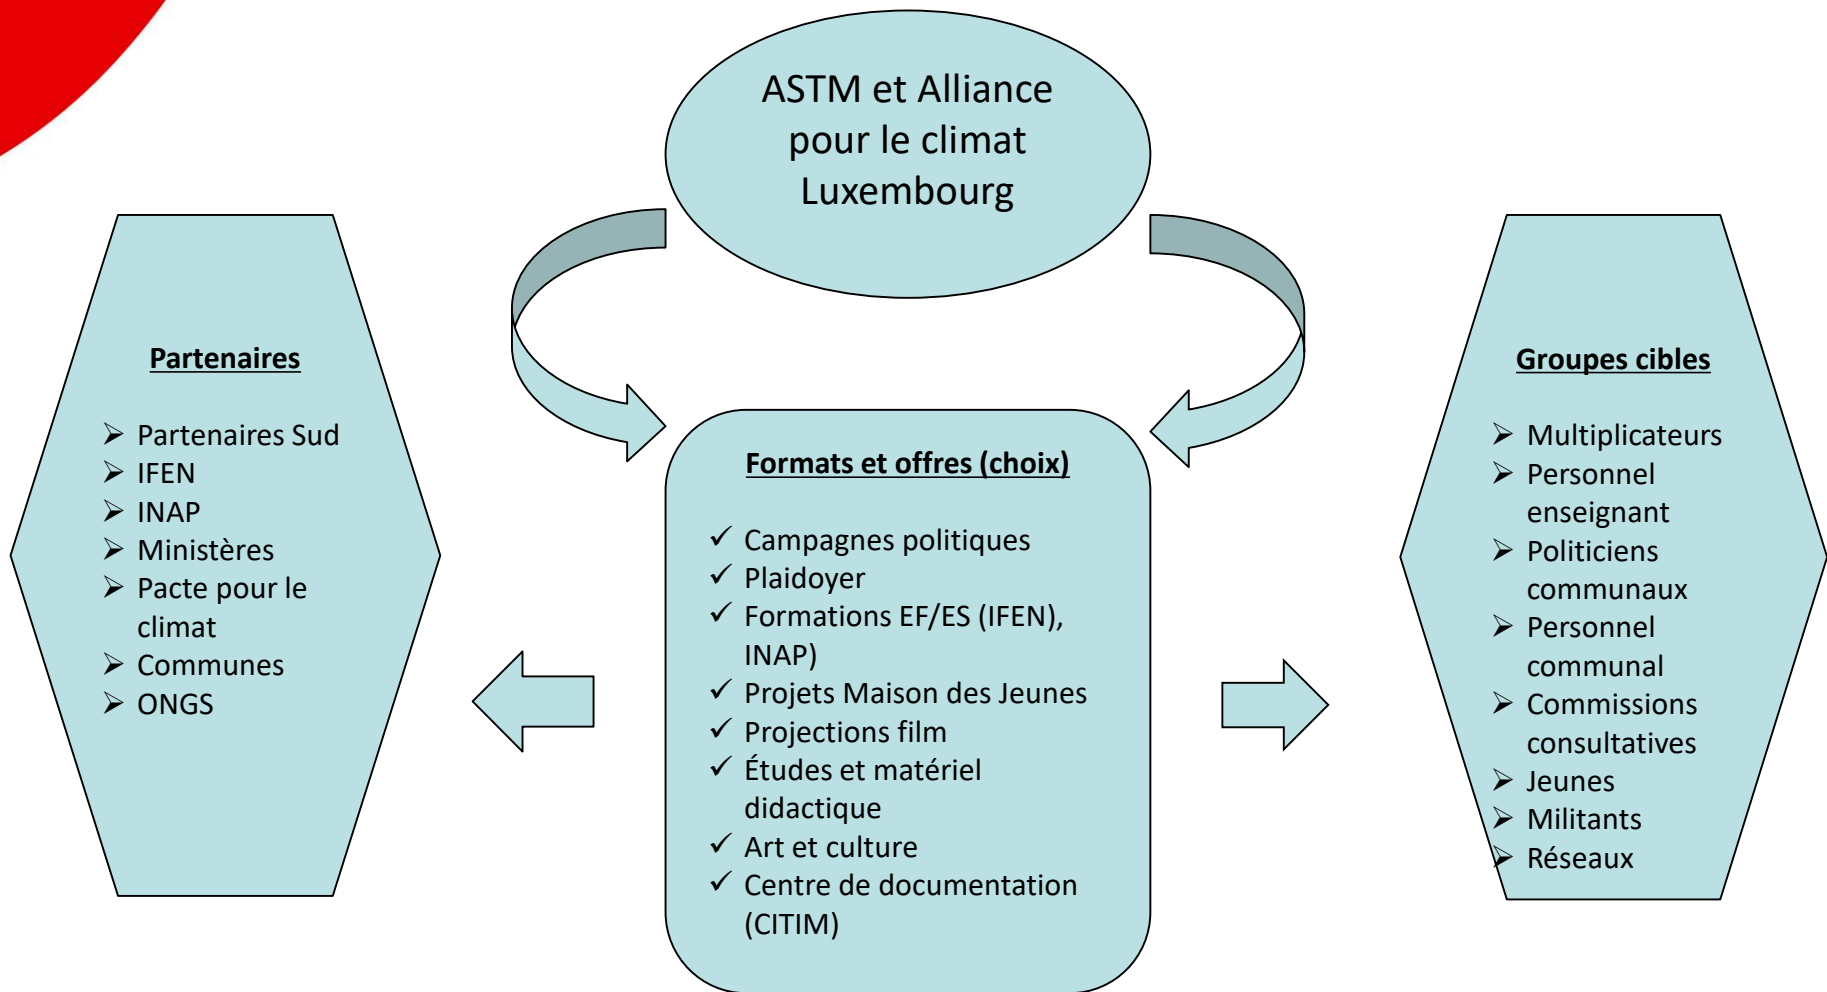 ASTM et Alliance
pour le climat
Luxembourg
Partenaires
Partenaires Sud
IFEN
INAP
Ministères
Pacte pour le
climat
Communes
ONGS
Formats et offres (choix)
Campagnes politiques
Plaidoyer
Formations EF/ES (IFEN),
INAP)
Projets Maison des Jeunes
Projections film
Études et matériel
didactique
Art et culture
Centre de documentation
(CITIM)
Groupes cibles
Multiplicateurs
Personnel
enseignant
Politiciens
communaux
Personnel
communal
Commissions
consultatives
Jeunes
Militants
Réseaux